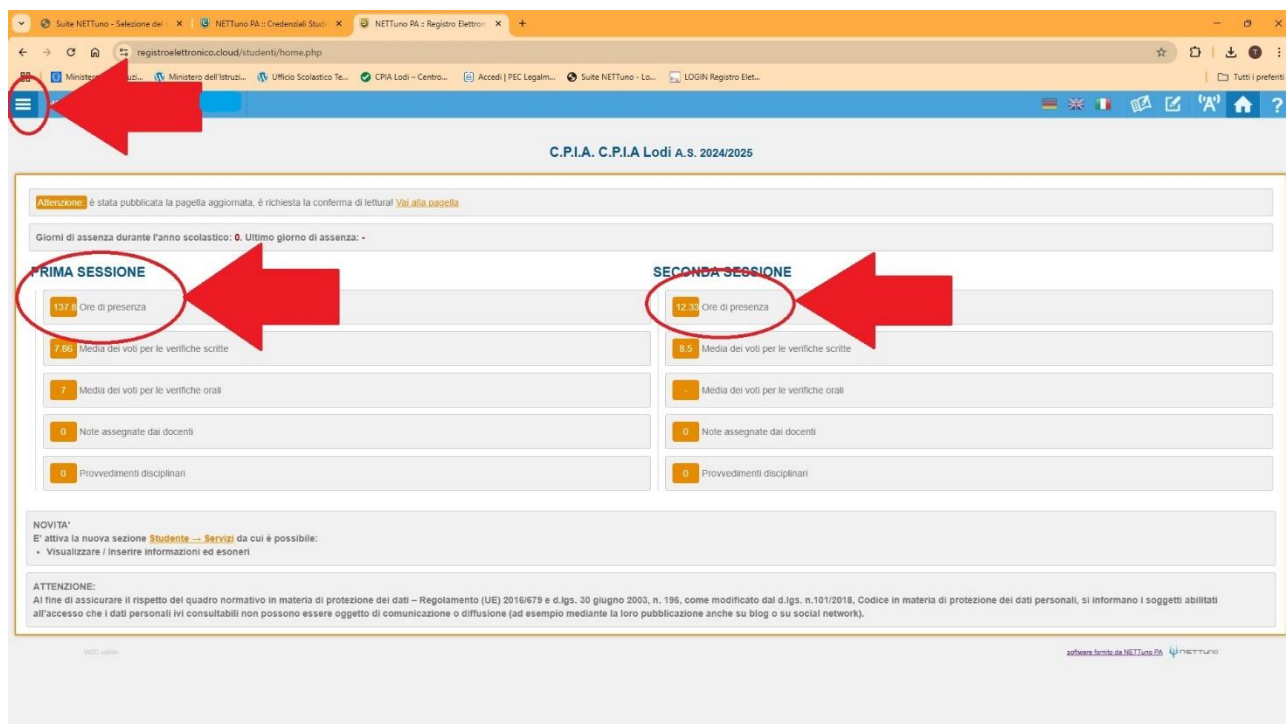 Suite NETTuno - Selezione del
NETTuno PA :: Credenziali Stud
NETTuno PA :: Registro Elettron
registroelettronico.cloud/studenti/home.php
Ministero dell'Istruzi...
Ufficio Scolastico Te...
CPIA Lodi – Centro...
Accedi | PEC Legalm...
Suite NETTuno - Lo...
LOGIN Registro Elet...
Tutti i preferiti
C.P.I.A. C.P.I.A Lodi A.S. 2024/2025
Attenzione: è stata pubblicata la pagella aggiornata, è richiesta la conferma di lettura! Vai alla pagella
Giorni di assenza durante l'anno scolastico: 0. Ultimo giorno di assenza: -
PRIMA SESSIONE
137.8 Ore di presenza
7.66 Media dei voti per le verifiche scritte
7 Media dei voti per le verifiche orali
0 Note assegnate dai docenti
0 Provvedimenti disciplinari
SECONDA SESSIONE
12.33 Ore di presenza
8.5 Media dei voti per le verifiche scritte
- Media dei voti per le verifiche orali
0 Note assegnate dai docenti
0 Provvedimenti disciplinari
NOVITA'
E' attiva la nuova sezione Studente → Servizi da cui è possibile:
• Visualizzare / Inserire informazioni ed esoneri
ATTENZIONE:
Al fine di assicurare il rispetto del quadro normativo in materia di protezione dei dati – Regolamento (UE) 2016/679 e d.lgs. 30 giugno 2003, n. 196, come modificato dal d.lgs. n.101/2018, Codice in materia di protezione dei dati personali, si informano i soggetti abilitati
all'accesso che i dati personali ivi consultabili non possono essere oggetto di comunicazione o diffusione (ad esempio mediante la loro pubblicazione anche su blog o su social network).
W3C valido
software fornito da NETTuno PA NETTUNO